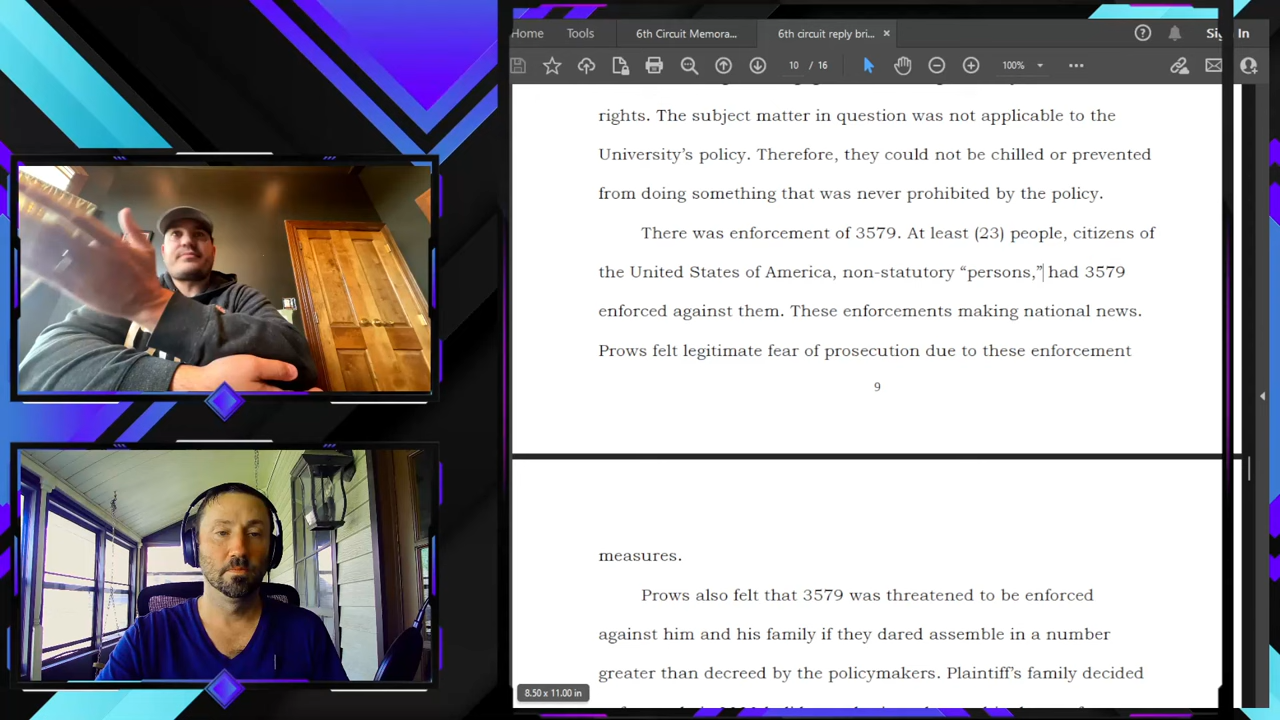 Home Tools 6th Circuit Memora... 6th circuit reply bri... Sign In
10 / 16 100%
rights. The subject matter in question was not applicable to the
University’s policy. Therefore, they could not be chilled or prevented
from doing something that was never prohibited by the policy.
There was enforcement of 3579. At least (23) people, citizens of
the United States of America, non-statutory “persons,” had 3579
enforced against them. These enforcements making national news.
Prows felt legitimate fear of prosecution due to these enforcement
9
measures.
Prows also felt that 3579 was threatened to be enforced
against him and his family if they dared assemble in a number
greater than decreed by the policymakers. Plaintiff’s family decided
8.50 x 11.00 in